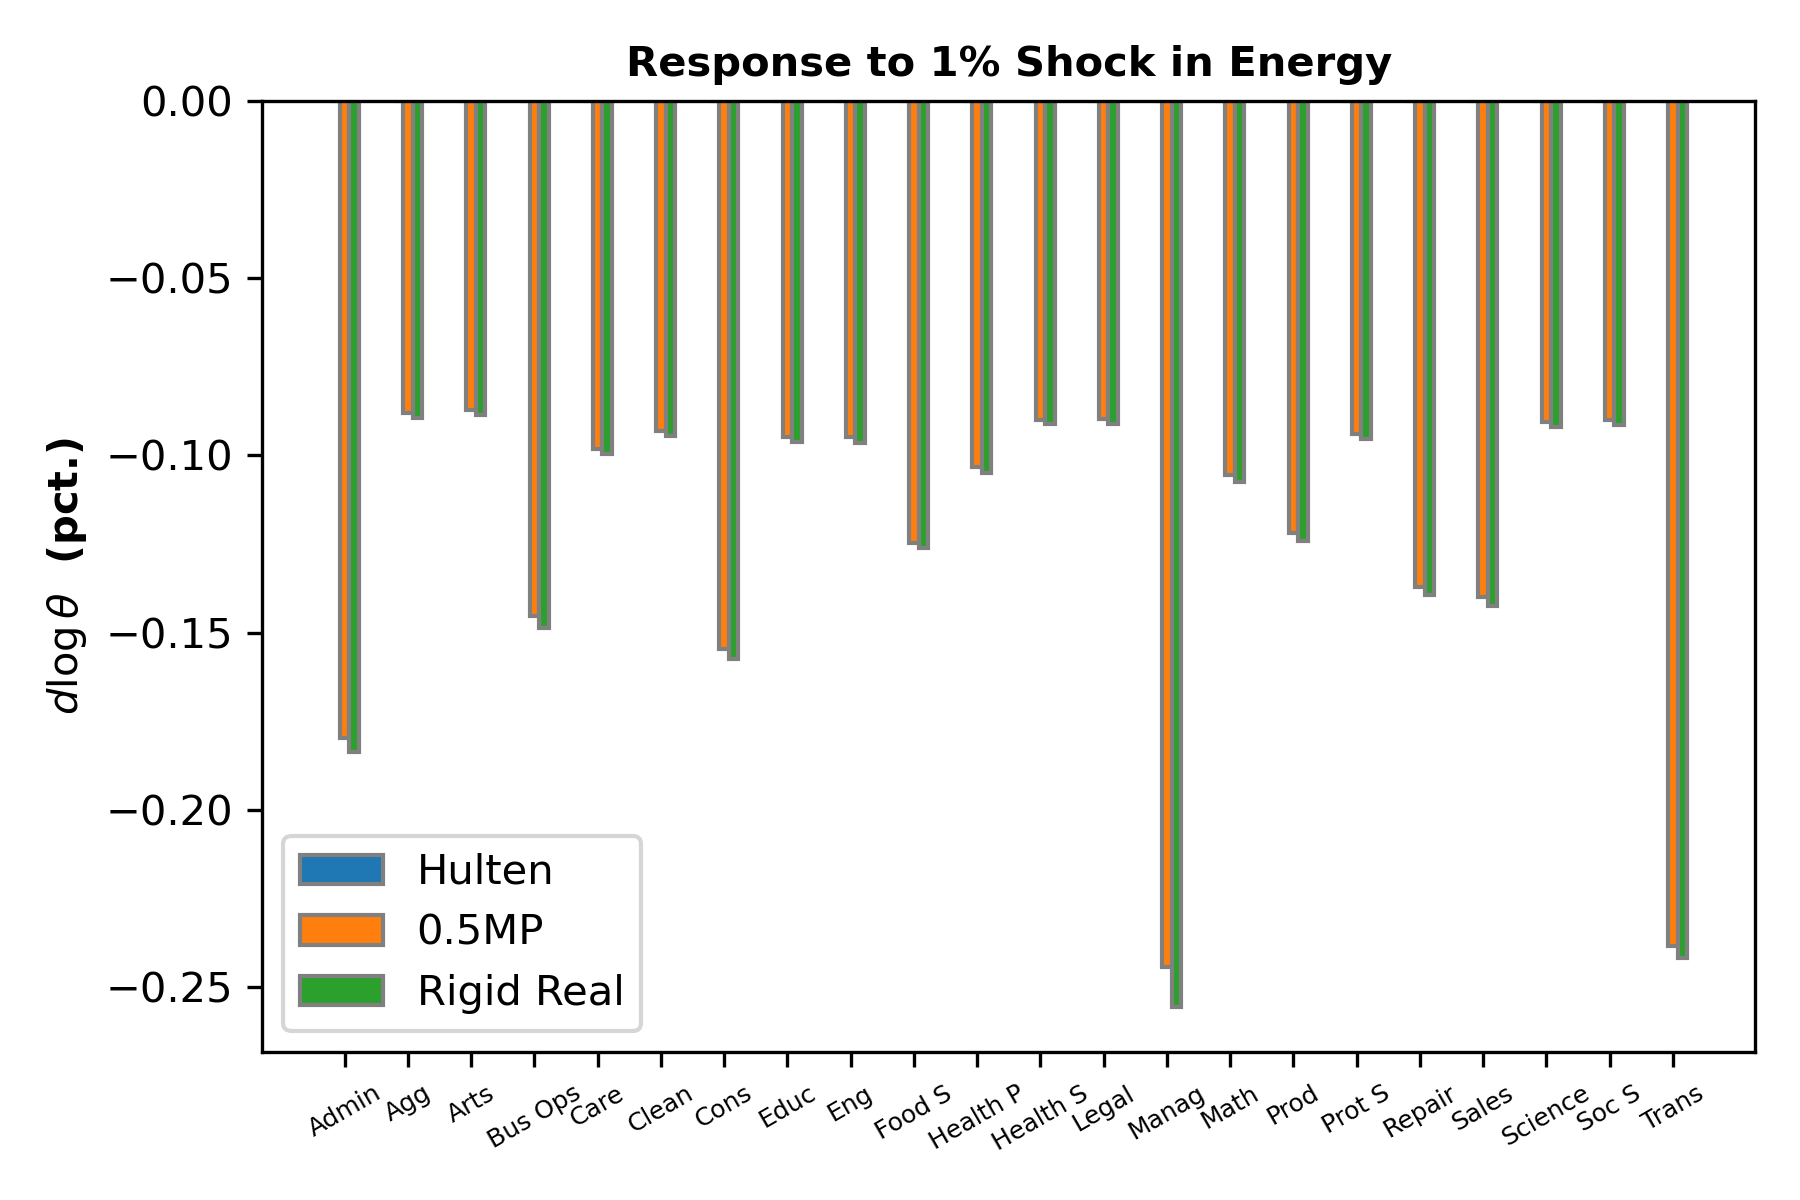 Response to 1% Shock in Energy
0.00
−0.05
−0.10
−0.15
−0.20
−0.25
dlog θ (pct.)
Hulten
0.5MP
Rigid Real
Admin
Agg
Arts
Bus Ops
Care
Clean
Cons
Educ
Eng
Food S
Health P
Health S
Legal
Manag
Math
Prod
Prot S
Repair
Sales
Science
Soc S
Trans